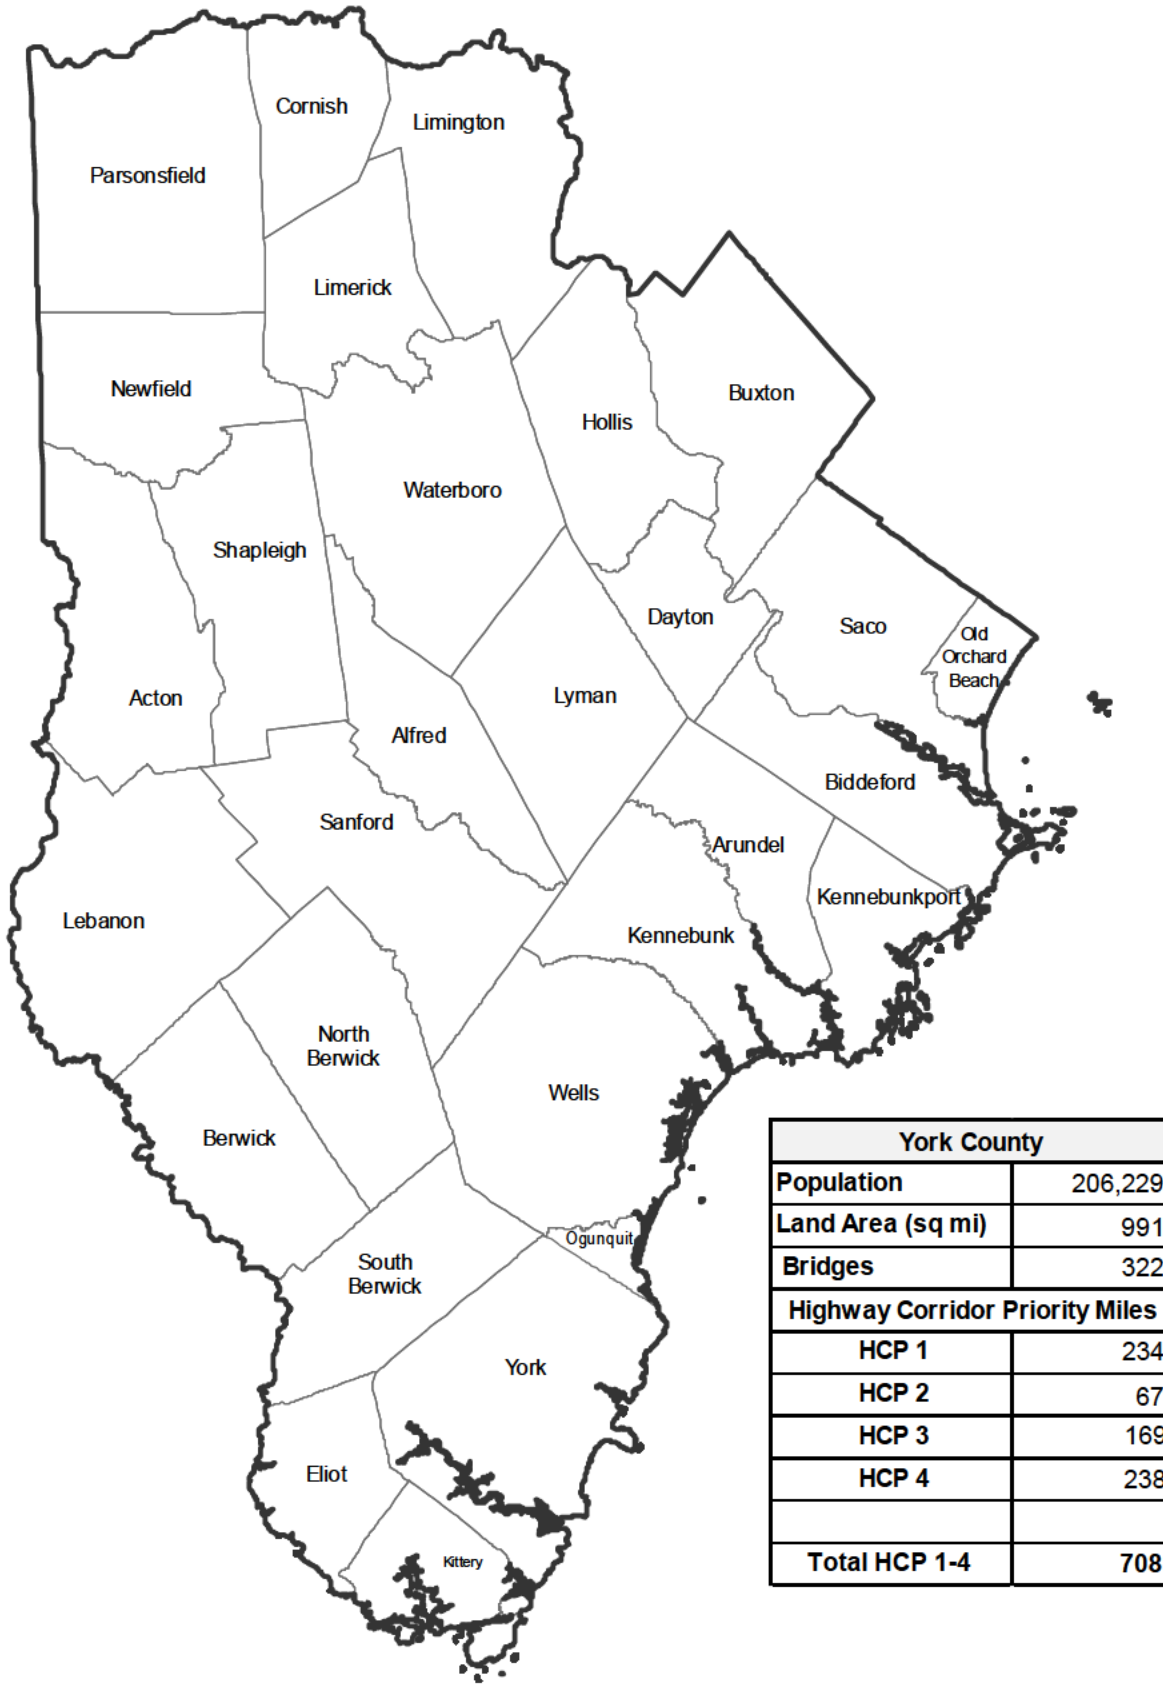 Cornish
Limington
Parsonsfield
Limerick
Newfield
Buxton
Hollis
Waterboro
Shapleigh
Dayton
Saco
Old
Orchard
Beach
Acton
Lyman
Alfred
Biddeford
Sanford
Arundel
Kennebunkport
Lebanon
Kennebunk
North
Berwick
Wells
Berwick
Ogunquit
South
Berwick
York
Eliot
Kittery
York County
Population 206,229
Land Area (sq mi) 991
Bridges 322
Highway Corridor Priority Miles
HCP 1 234
HCP 2 67
HCP 3 169
HCP 4 238
Total HCP 1-4 708